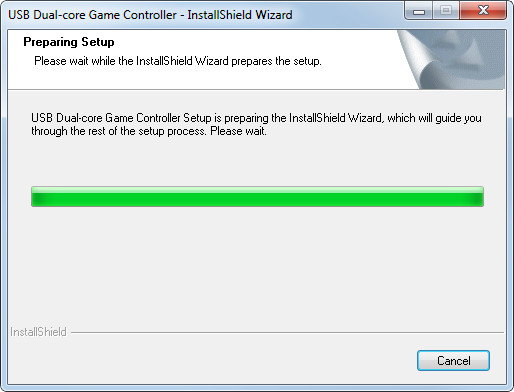 USB Dual-core Game Controller - InstallShield Wizard
Preparing Setup
Please wait while the InstallShield Wizard prepares the setup.
USB Dual-core Game Controller Setup is preparing the InstallShield Wizard, which will guide you
through the rest of the setup process. Please wait.
InstallShield
Cancel